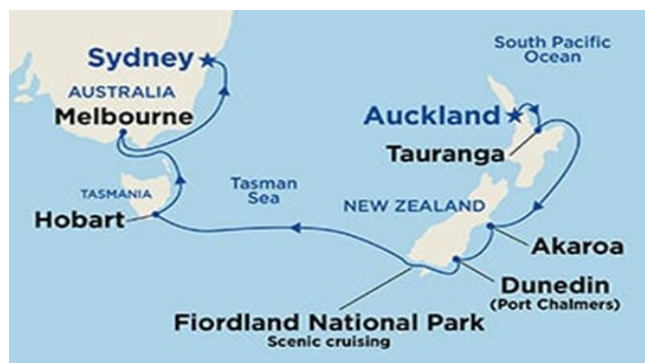 South Pacific
Ocean
Sydney
AUSTRALIA
Melbourne
Auckland
Tauranga
TASMANIA
Tasman
Sea
NEW ZEALAND
Hobart
Akaroa
Dunedin
(Port Chalmers)
Fiordland National Park
Scenic cruising